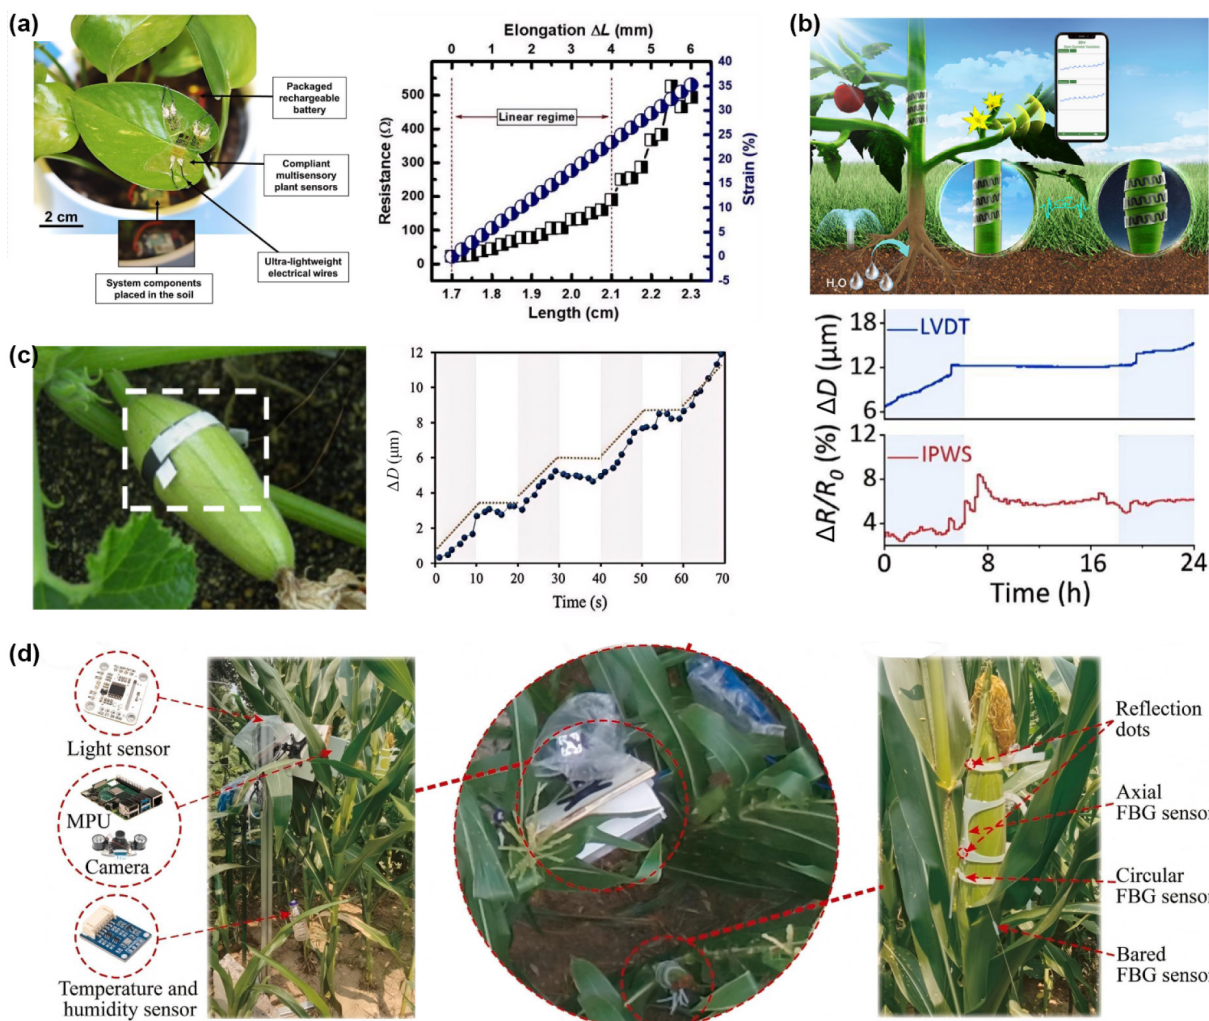 (a)
Packaged
rechargeable
battery
Compliant
multisensory
plant sensors
Ultra-lightweight
electrical wires
System components
placed in the soil
2 cm
Elongation ΔL (mm)
0 1 2 3 4 5 6
Linear regime
Resistance (Ω)
500
400
300
200
100
0
Strain (%)
40
35
30
25
20
15
10
5
0
-5
1.7 1.8 1.9 2.0 2.1 2.2 2.3
Length (cm)
(b)
H₂O
LVDT
ΔD (μm)
18
12
6
IPWS
ΔR/R₀ (%)
12
8
4
0 8 16 24
Time (h)
(c)
ΔD (μm)
12
10
8
6
4
2
0
0 10 20 30 40 50 60 70
Time (s)
(d)
Light sensor
MPU
Camera
Temperature and
humidity sensor
Reflection
dots
Axial
FBG sensor
Circular
FBG sensor
Bared
FBG sensor